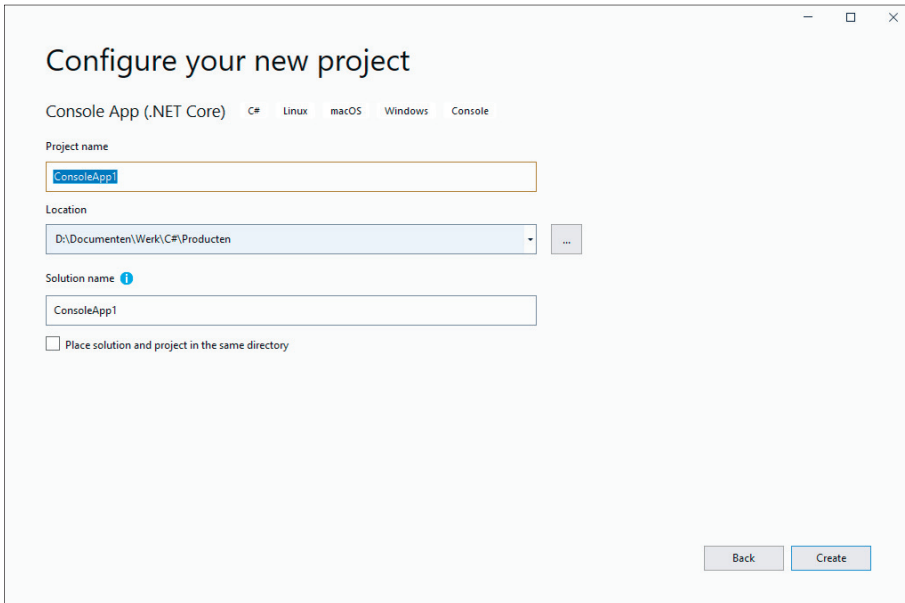 Configure your new project
Console App (.NET Core) C# Linux macOS Windows Console
Project name
ConsoleApp1
Location
D:\Documenten\Werk\C#\Producten
...
Solution name
ConsoleApp1
Place solution and project in the same directory
Back Create